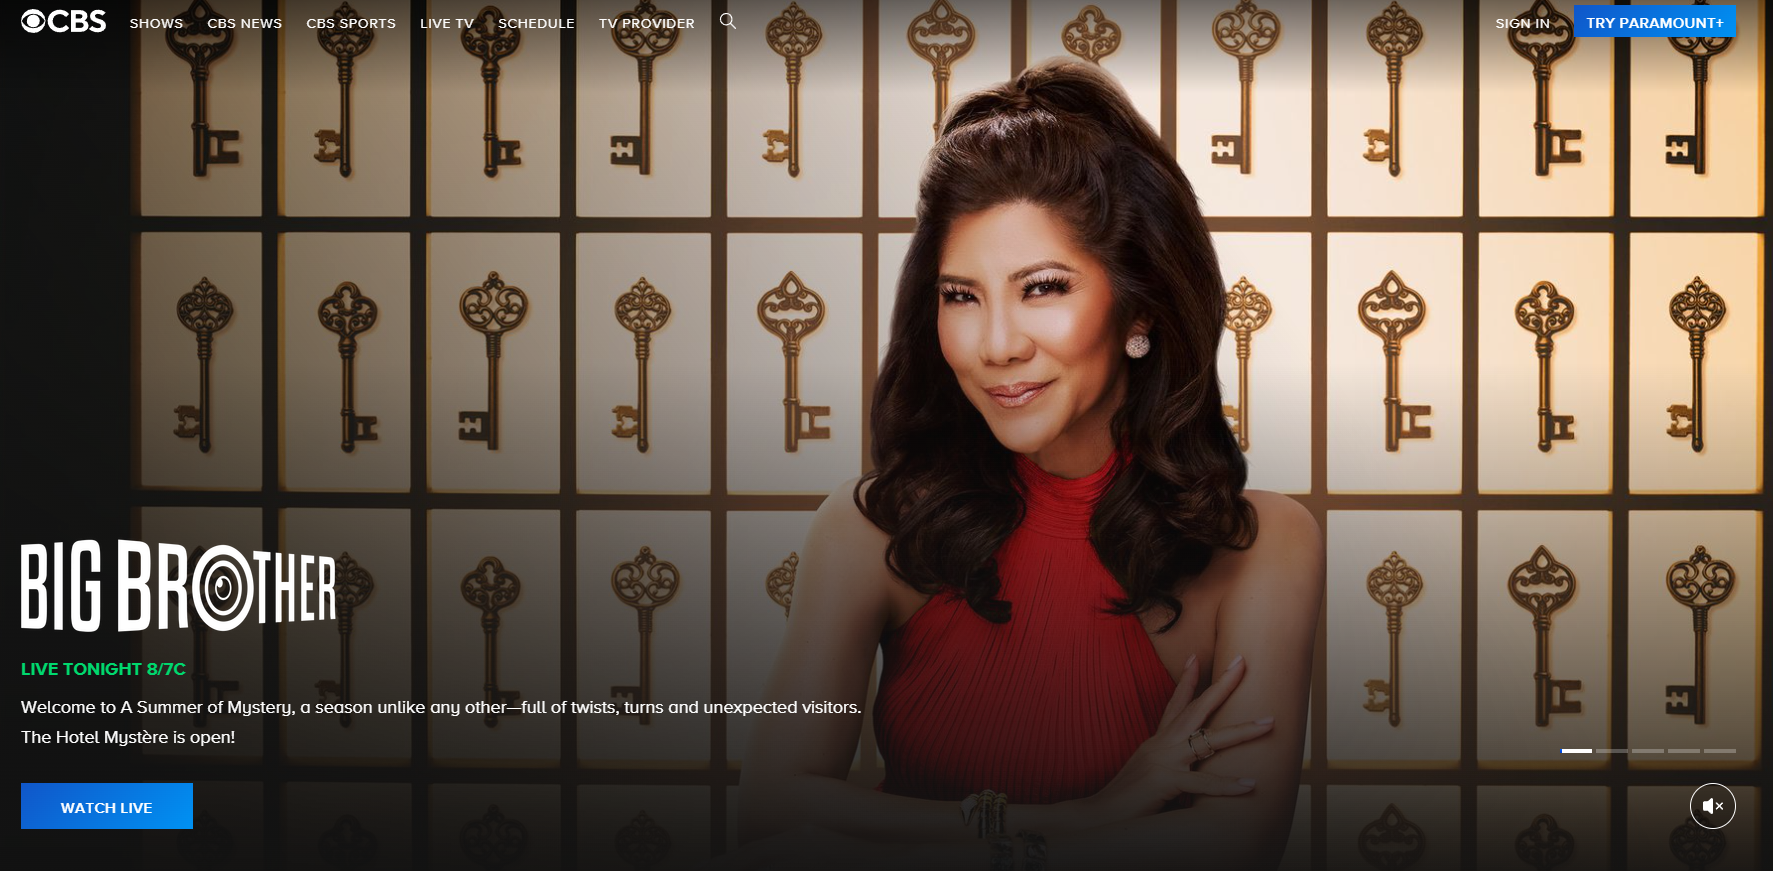 CBS SHOWS CBS NEWS CBS SPORTS LIVE TV SCHEDULE TV PROVIDER SIGN IN TRY PARAMOUNT+
BIG BROTHER
LIVE TONIGHT 8/7C
Welcome to A Summer of Mystery, a season unlike any other—full of twists, turns and unexpected visitors.
The Hotel Mystère is open!
WATCH LIVE